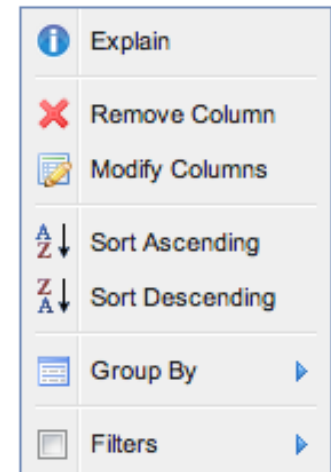 Explain
Remove Column
Modify Columns
A
Z
Sort Ascending
Z
A
Sort Descending
Group By
Filters